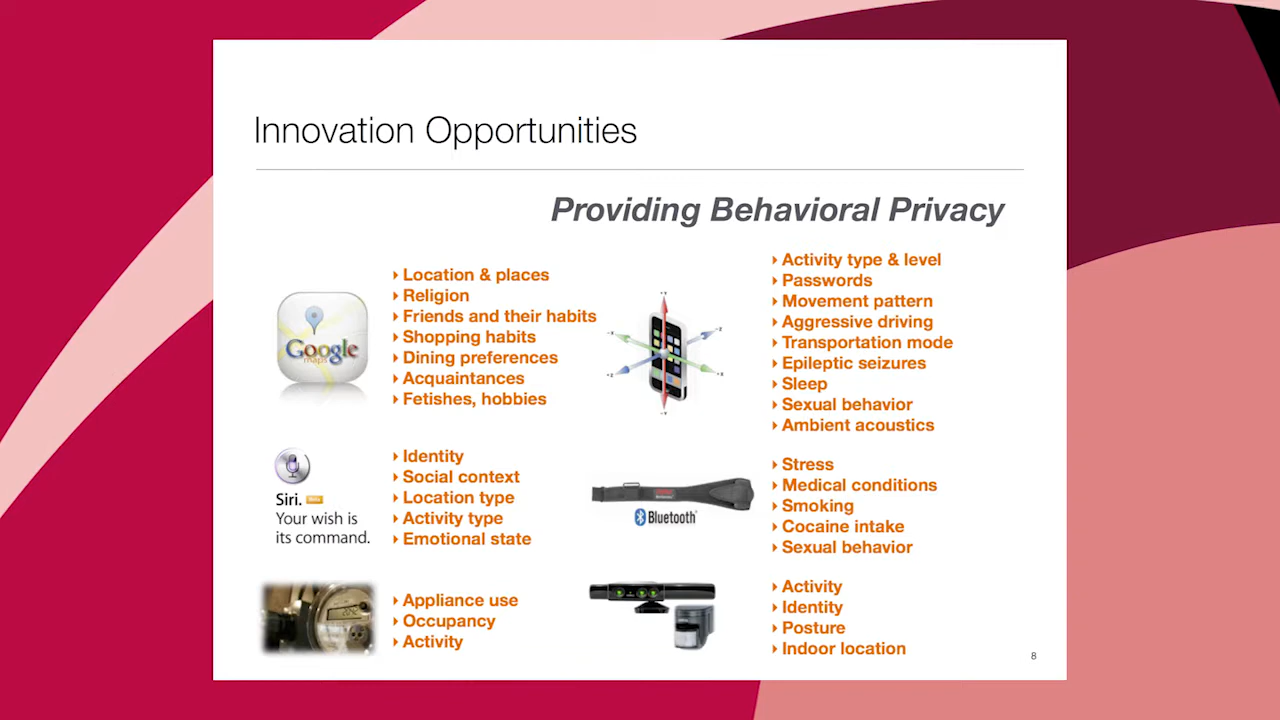 Innovation Opportunities
Providing Behavioral Privacy
Google
maps
Location & places
Religion
Friends and their habits
Shopping habits
Dining preferences
Acquaintances
Fetishes, hobbies
Activity type & level
Passwords
Movement pattern
Aggressive driving
Transportation mode
Epileptic seizures
Sleep
Sexual behavior
Ambient acoustics
Siri. Beta
Your wish is
its command.
Identity
Social context
Location type
Activity type
Emotional state
Bluetooth
Stress
Medical conditions
Smoking
Cocaine intake
Sexual behavior
Appliance use
Occupancy
Activity
Activity
Identity
Posture
Indoor location
8